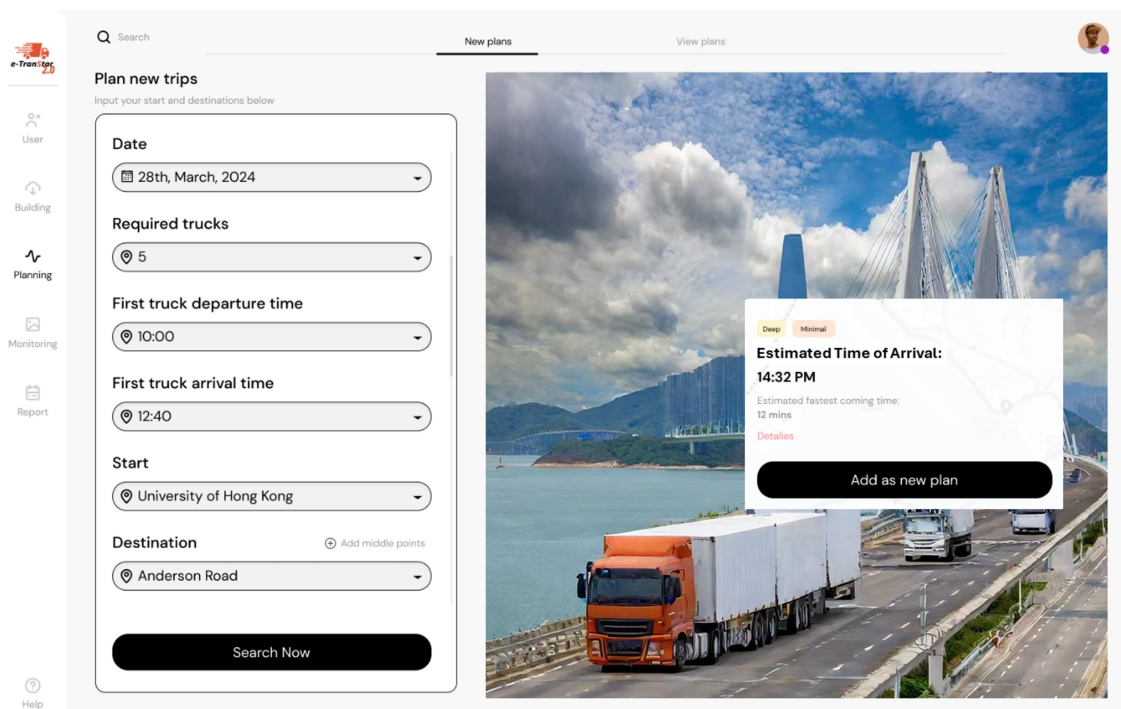 e-TranStar
2.0
User
Building
Planning
Monitoring
Report
Help
Search
New plans
View plans
Plan new trips
Input your start and destinations below
Date
28th, March, 2024
Required trucks
5
First truck departure time
10:00
First truck arrival time
12:40
Start
University of Hong Kong
Destination
Add middle points
Anderson Road
Search Now
Deep
Minimal
Estimated Time of Arrival:
14:32 PM
Estimated fastest coming time:
12 mins
Detalies
Add as new plan